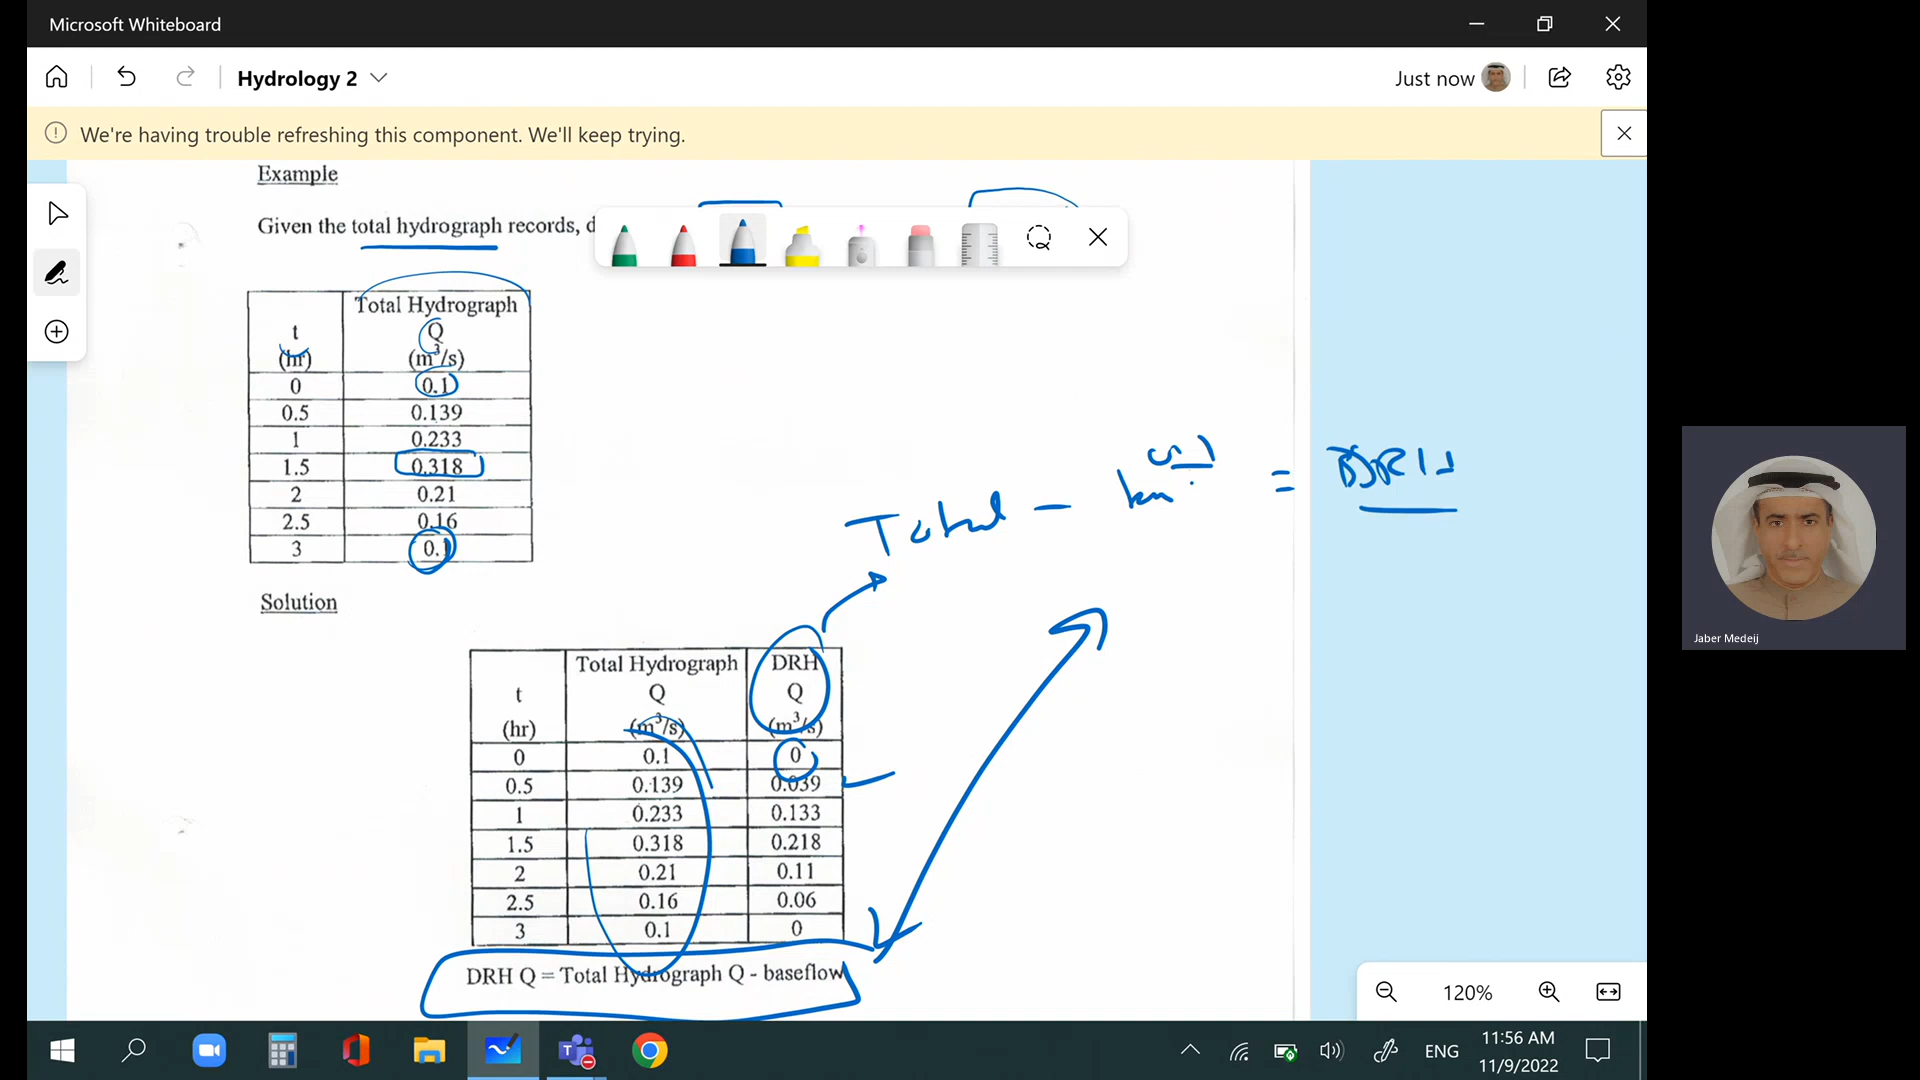 Microsoft Whiteboard
Hydrology 2
Just now
We're having trouble refreshing this component. We'll keep trying.
Example
Given the total hydrograph records, d
t (hr) Total Hydrograph Q (m³/s)
0 0.1
0.5 0.139
1 0.233
1.5 0.318
2 0.21
2.5 0.16
3 0.1
Total - 0.1 = DRH
Solution
t (hr) Total Hydrograph Q (m³/s) DRH Q (m³/s)
0 0.1 0
0.5 0.139 0.039
1 0.233 0.133
1.5 0.318 0.218
2 0.21 0.11
2.5 0.16 0.06
3 0.1 0
DRH Q = Total Hydrograph Q - baseflow
Jaber Medeij
120%
ENG
11:56 AM
11/9/2022